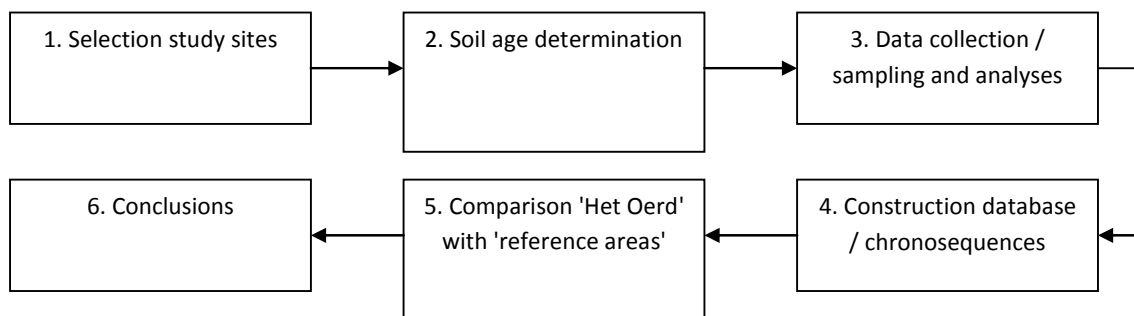 1. Selection study sites
2. Soil age determination
3. Data collection /
sampling and analyses
4. Construction database
/ chronosequences
5. Comparison 'Het Oerd'
with 'reference areas'
6. Conclusions